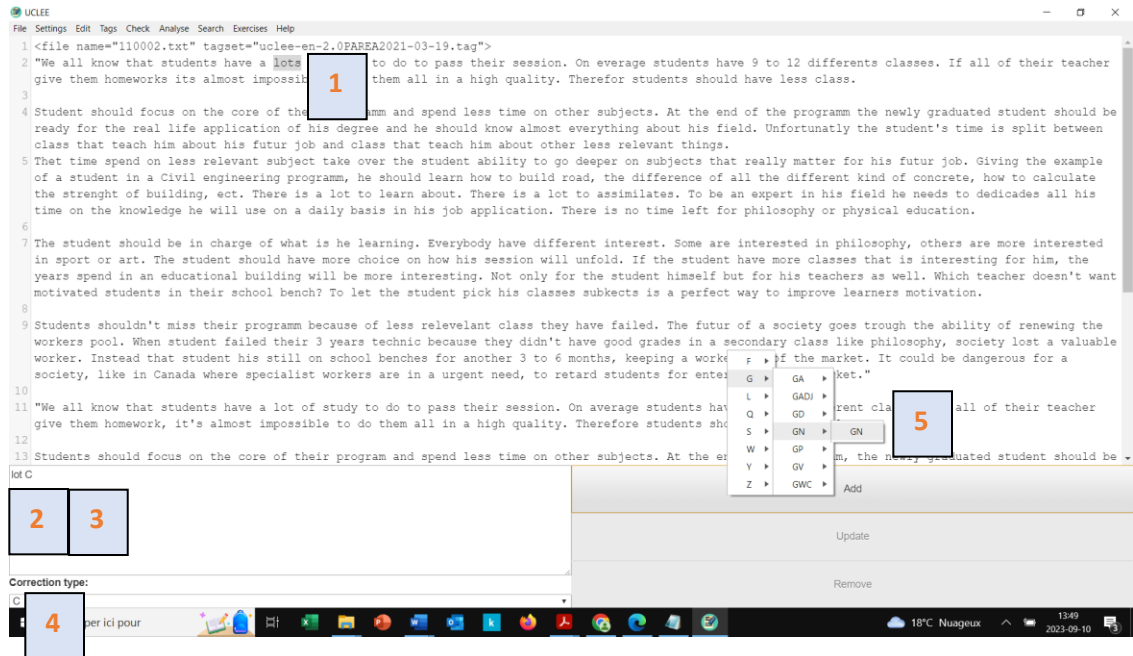 UCLEE
File Settings Edit Tags Check Analyse Search Exercises Help
1 <file name="110002.txt" tagset="uclee-en-2.0PAREA2021-03-19.tag">
2 "We all know that students have a lots to do to pass their session. On everage students have 9 to 12 differents classes. If all of their teacher
give them homeworks its almost impossib them all in a high quality. Therefor students should have less class.
1
3
4 Student should focus on the core of the amm and spend less time on other subjects. At the end of the programm the newly graduated student should be
ready for the real life application of his degree and he should know almost everything about his field. Unfortunatly the student's time is split between
class that teach him about his futur job and class that teach him about other less relevant things.
5 Thet time spend on less relevant subject take over the student ability to go deeper on subjects that really matter for his futur job. Giving the example
of a student in a Civil engineering programm, he should learn how to build road, the difference of all the different kind of concrete, how to calculate
the strenght of building, ect. There is a lot to learn about. There is a lot to assimilates. To be an expert in his field he needs to dedicades all his
time on the knowledge he will use on a daily basis in his job application. There is no time left for philosophy or physical education.
6
7 The student should be in charge of what is he learning. Everybody have different interest. Some are interested in philosophy, others are more interested
in sport or art. The student should have more choice on how his session will unfold. If the student have more classes that is interesting for him, the
years spend in an educational building will be more interesting. Not only for the student himself but for his teachers as well. Which teacher doesn't want
motivated students in their school bench? To let the student pick his classes subkects is a perfect way to improve learners motivation.
8
9 Students shouldn't miss their programm because of less relevelant class they have failed. The futur of a society goes trough the ability of renewing the
workers pool. When student failed their 3 years technic because they didn't have good grades in a secondary class like philosophy, society lost a valuable
worker. Instead that student his still on school benches for another 3 to 6 months, keeping a worke of the market. It could be dangerous for a
society, like in Canada where specialist workers are in a urgent need, to retard students for ente ket."
10
11 "We all know that students have a lot of study to do to pass their session. On average students hav rent cla all of their teacher
give them homework, it's almost impossible to do them all in a high quality. Therefore students sho
12
13 Students should focus on the core of their program and spend less time on other subjects. At the en m, the newly graduated student should be
F
G GA
L GADJ
Q GD
S GN GN
W GP
Y GV
Z GWC
5
lot C
2 3
Add
Update
Remove
Correction type:
C
4
per ici pour
18°C Nuageux
13:49
2023-09-10
3